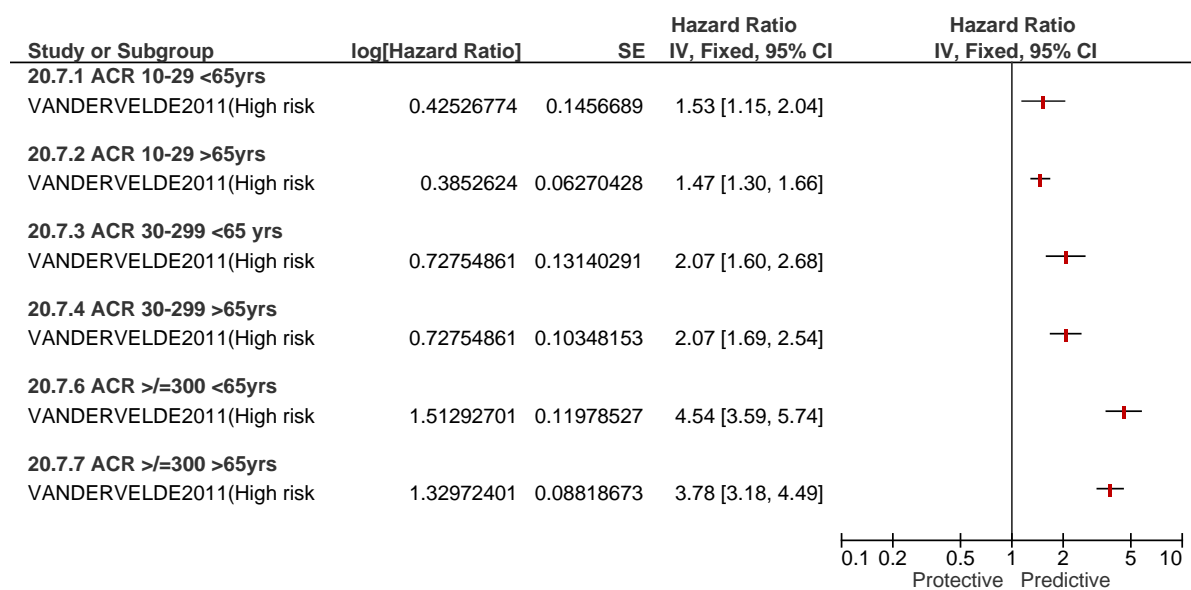 Hazard Ratio Hazard Ratio
Study or Subgroup log[Hazard Ratio] SE IV, Fixed, 95% CI IV, Fixed, 95% CI
20.7.1 ACR 10-29 <65yrs
VANDERVELDE2011(High risk 0.42526774 0.1456689 1.53 [1.15, 2.04]
20.7.2 ACR 10-29 >65yrs
VANDERVELDE2011(High risk 0.3852624 0.06270428 1.47 [1.30, 1.66]
20.7.3 ACR 30-299 <65 yrs
VANDERVELDE2011(High risk 0.72754861 0.13140291 2.07 [1.60, 2.68]
20.7.4 ACR 30-299 >65yrs
VANDERVELDE2011(High risk 0.72754861 0.10348153 2.07 [1.69, 2.54]
20.7.6 ACR >/=300 <65yrs
VANDERVELDE2011(High risk 1.51292701 0.11978527 4.54 [3.59, 5.74]
20.7.7 ACR >/=300 >65yrs
VANDERVELDE2011(High risk 1.32972401 0.08818673 3.78 [3.18, 4.49]
0.1 0.2 0.5 1 2 5 10
Protective Predictive